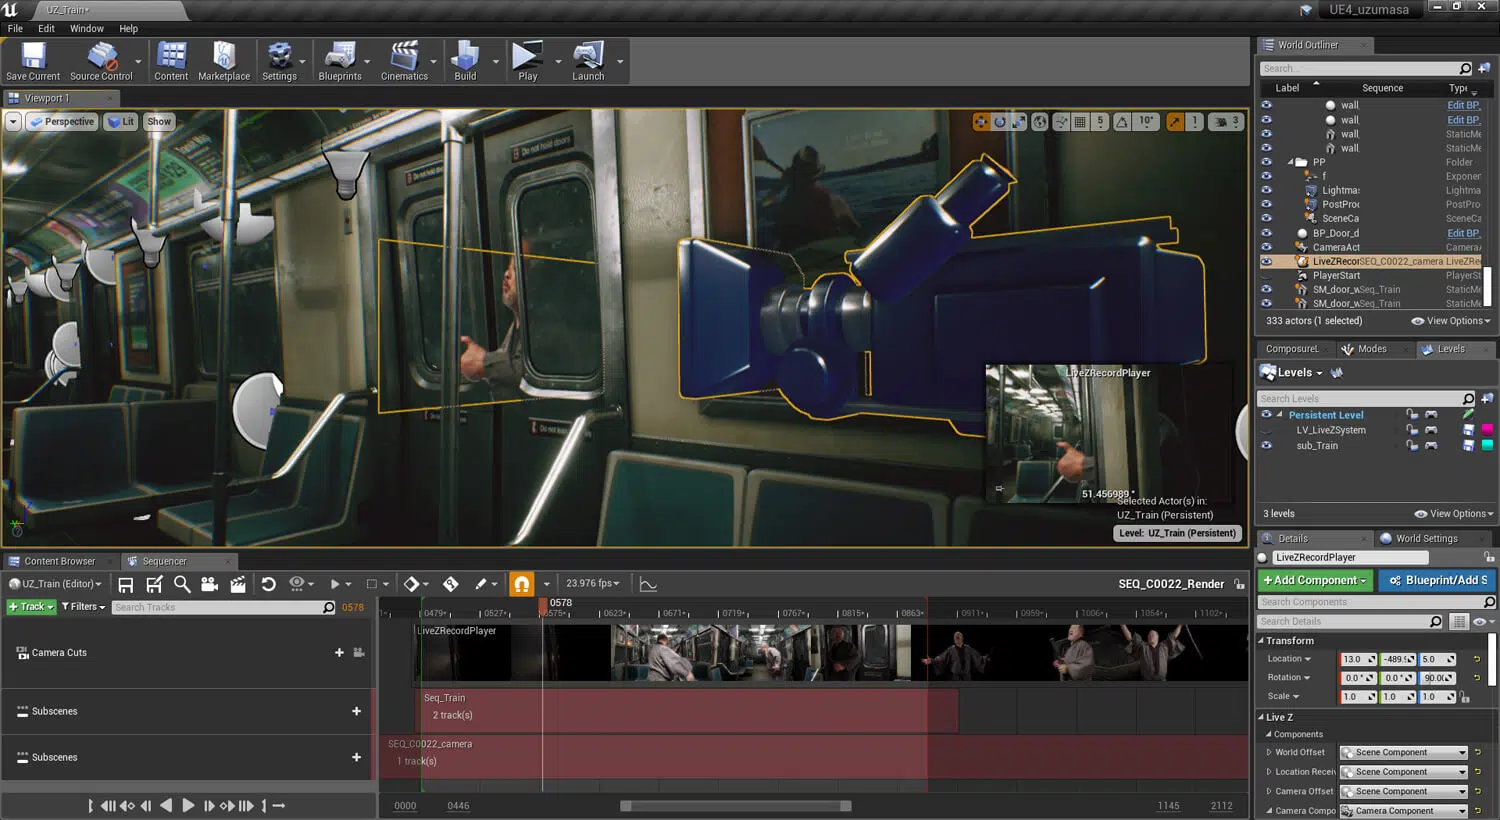 UZ_Train*
UE4_uzumasa
File Edit Window Help
Save Current
Source Control
Content
Marketplace
Settings
Blueprints
Cinematics
Build
Play
Launch
Viewport 1
Perspective
Lit
Show
5
10°
1
3
Do not hold doors
LiveZRecordPlayer
51.456989 °
Selected Actor(s) in:
UZ_Train (Persistent)
Level: UZ_Train (Persistent)
World Outliner
Search...
Label Sequence Type
wall Edit BP
wall Edit BP
wall StaticMe
wall StaticMe
PP Folder
f Exponen
Lightma: Lightma
PostProc PostProc
SceneCa SceneCa
BP_Door_d Edit BP
CameraAct Camera
LiveZRecor SEQ_C0022_camera LiveZRe
PlayerStart PlayerSt
SM_door_w Seq_Train StaticMe
SM_door_w Seq_Train StaticMe
333 actors (1 selected)
View Options
ComposureL
Modes
Levels
Levels
Search Levels
Persistent Level
LV_LiveZSystem
sub_Train
3 levels
View Options
Details
World Settings
LiveZRecordPlayer
+Add Component
Blueprint/Add S
Search Components
Search Details
Transform
Location 13.0 -489.9 5.0
Rotation 0.0 ° 0.0 ° 90.0
Scale 1.0 1.0 1.0
Live Z
Components
World Offset Scene Component
Location Recei Scene Component
Camera Offset Scene Component
Camera Compo Camera Component
Content Browser
Sequencer
UZ_Train (Editor)
23.976 fps
SEQ_C0022_Render
+ Track
Filters
Search Tracks
0578
0578
0479+ 0527+ 0575+ 0623+ 0671+ 0719+ 0767+ 0815+ 0863+ 0911+ 0959+ 1006+ 1054+ 1102+
Camera Cuts
LiveZRecordPlayer
Subscenes
Seq_Train
2 track(s)
Subscenes
SEQ_C0022_camera
1 track(s)
0000 0446 1145 2112